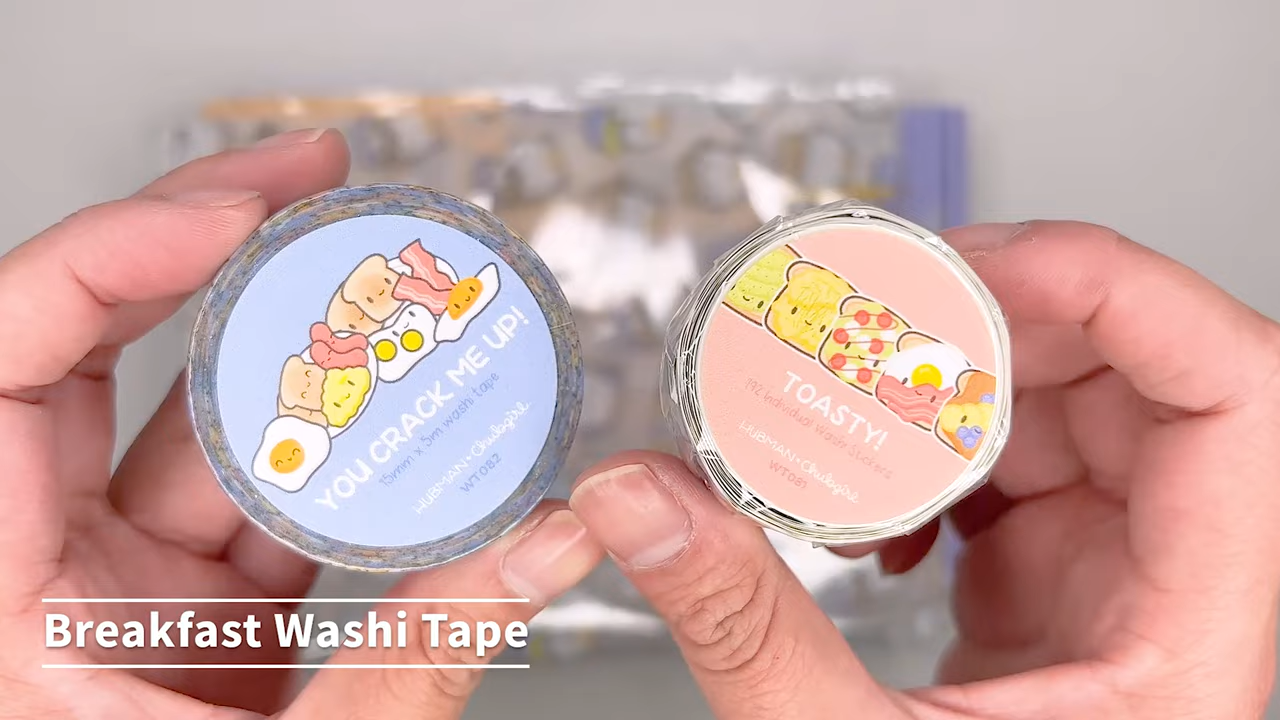 YOU CRACK ME UP!
15mm x 5m washi tape
HUBMAN + Chubgirl
WT082
TOASTY!
192 Individual Washi Stickers
HUBMAN + Chubgirl
WT081
Breakfast Washi Tape